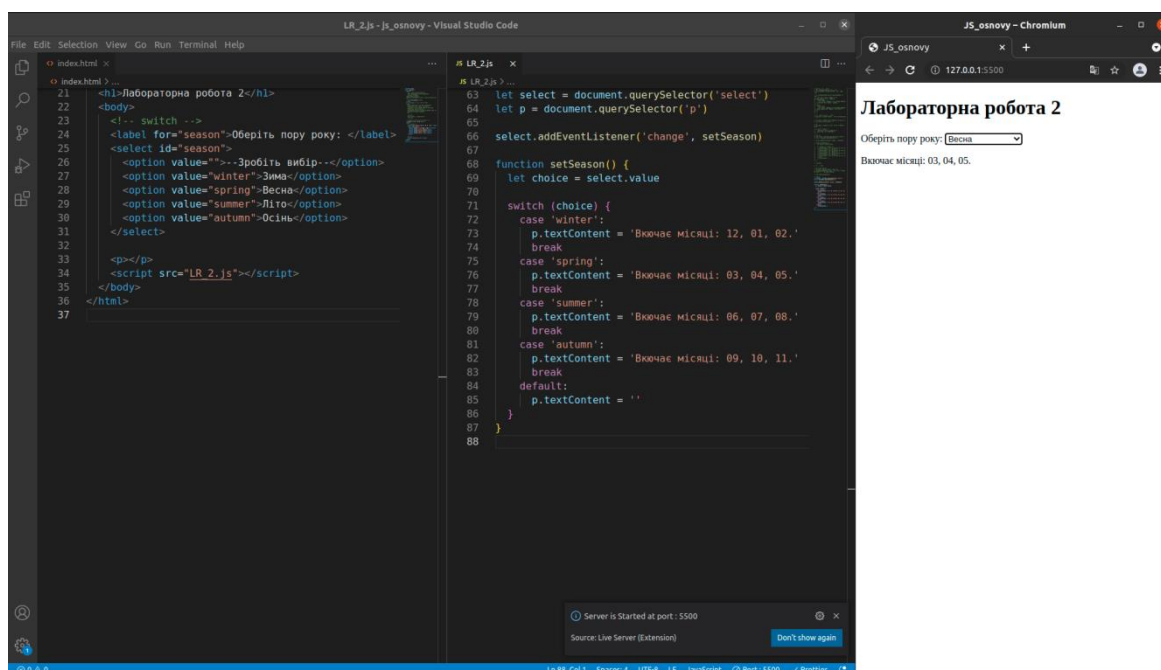 LR_2.js - js_osnovy - Visual Studio Code
File Edit Selection View Go Run Terminal Help
index.html
index.html > ...
21 <h1>Лабораторна робота 2</h1>
22 <body>
23 <!-- switch -->
24 <label for="season">Оберіть пору року: </label>
25 <select id="season">
26 <option value="">--Зробіть вибір--</option>
27 <option value="winter">Зима</option>
28 <option value="spring">Весна</option>
29 <option value="summer">Літо</option>
30 <option value="autumn">Осінь</option>
31 </select>
32
33 <p></p>
34 <script src="LR_2.js"></script>
35 </body>
36 </html>
37
JS LR_2.js
JS LR_2.js > ...
63 let select = document.querySelector('select')
64 let p = document.querySelector('p')
65
66 select.addEventListener('change', setSeason)
67
68 function setSeason() {
69 let choice = select.value
70
71 switch (choice) {
72 case 'winter':
73 p.textContent = 'Вкючає місяці: 12, 01, 02.'
74 break
75 case 'spring':
76 p.textContent = 'Вкючає місяці: 03, 04, 05.'
77 break
78 case 'summer':
79 p.textContent = 'Вкючає місяці: 06, 07, 08.'
80 break
81 case 'autumn':
82 p.textContent = 'Вкючає місяці: 09, 10, 11.'
83 break
84 default:
85 p.textContent = ''
86 }
87 }
88
Server is Started at port : 5500
Source: Live Server (Extension)
Don't show again
JS_osnovy – Chromium
JS_osnovy
127.0.0.1:5500
Лабораторна робота 2
Оберіть пору року: Весна
Вкючає місяці: 03, 04, 05.